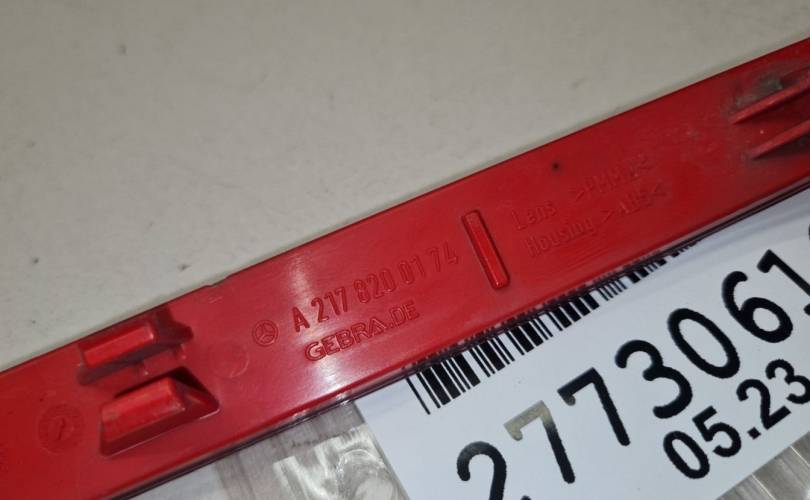 Lens >PMMA<
Housing >ABS<
A 217 820 01 74
GEBRA.DE
2773061
05.23